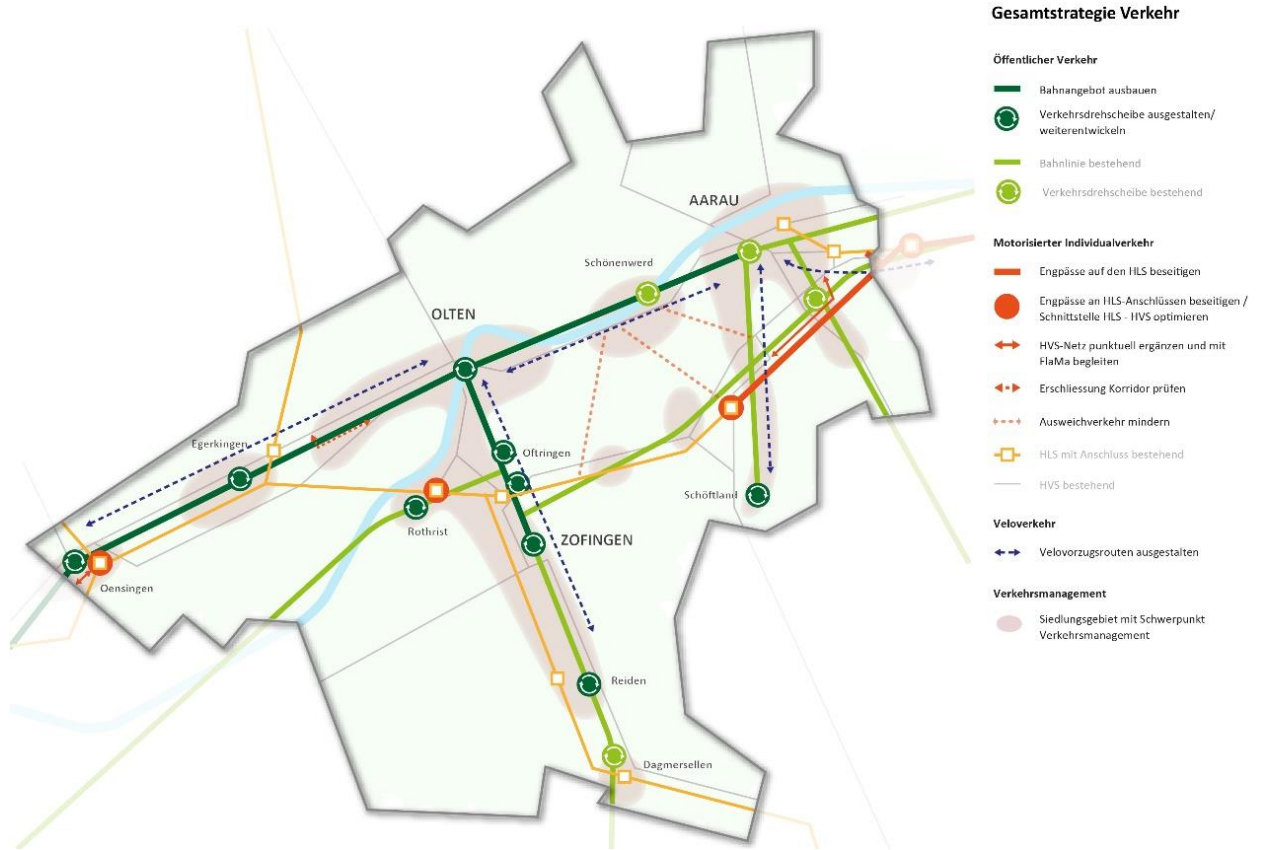 Gesamtstrategie Verkehr
Öffentlicher Verkehr
Bahnangebot ausbauen
Verkehrsdrehscheibe ausgestalten/
weiterentwickeln
Bahnlinie bestehend
Verkehrsdrehscheibe bestehend
Motorisierter Individualverkehr
Engpässe auf den HLS beseitigen
Engpässe an HLS-Anschlüssen beseitigen /
Schnittstelle HLS - HVS optimieren
HVS-Netz punktuell ergänzen und mit
FlaMa begleiten
Erschliessung Korridor prüfen
Ausweichverkehr mindern
HLS mit Anschluss bestehend
HVS bestehend
Veloverkehr
Velovorzugsrouten ausgestalten
Verkehrsmanagement
Siedlungsgebiet mit Schwerpunkt
Verkehrsmanagement
AARAU
Schönenwerd
OLTEN
Egerkingen
Oftringen
Schöftland
Rothrist
ZOFINGEN
Oensingen
Reiden
Dagmersellen